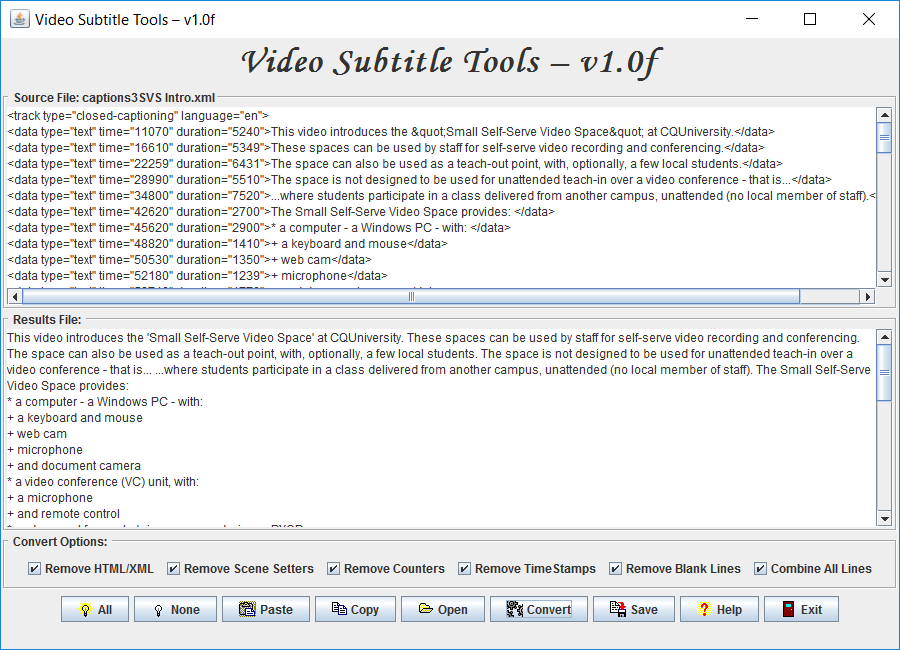 Video Subtitle Tools – v1.0f
Video Subtitle Tools – v1.0f
Source File: captions3SVS Intro.xml
<track type="closed-captioning" language="en">
<data type="text" time="11070" duration="5240">This video introduces the &quot;Small Self-Serve Video Space&quot; at CQUniversity.</data>
<data type="text" time="16610" duration="5349">These spaces can be used by staff for self-serve video recording and conferencing.</data>
<data type="text" time="22259" duration="6431">The space can also be used as a teach-out point, with, optionally, a few local students.</data>
<data type="text" time="28990" duration="5510">The space is not designed to be used for unattended teach-in over a video conference - that is...</data>
<data type="text" time="34800" duration="7520">...where students participate in a class delivered from another campus, unattended (no local member of staff).<
<data type="text" time="42620" duration="2700">The Small Self-Serve Video Space provides: </data>
<data type="text" time="45620" duration="2900">* a computer - a Windows PC - with: </data>
<data type="text" time="48820" duration="1410">+ a keyboard and mouse</data>
<data type="text" time="50530" duration="1350">+ web cam</data>
<data type="text" time="52180" duration="1239">+ microphone</data>
Results File:
This video introduces the 'Small Self-Serve Video Space' at CQUniversity. These spaces can be used by staff for self-serve video recording and conferencing.
The space can also be used as a teach-out point, with, optionally, a few local students. The space is not designed to be used for unattended teach-in over a
video conference - that is... ...where students participate in a class delivered from another campus, unattended (no local member of staff). The Small Self-Serve
Video Space provides:
* a computer - a Windows PC - with:
+ a keyboard and mouse
+ web cam
+ microphone
+ and document camera
* a video conference (VC) unit, with:
+ a microphone
+ and remote control
Convert Options:
Remove HTML/XML Remove Scene Setters Remove Counters Remove TimeStamps Remove Blank Lines Combine All Lines
All None Paste Copy Open Convert Save Help Exit